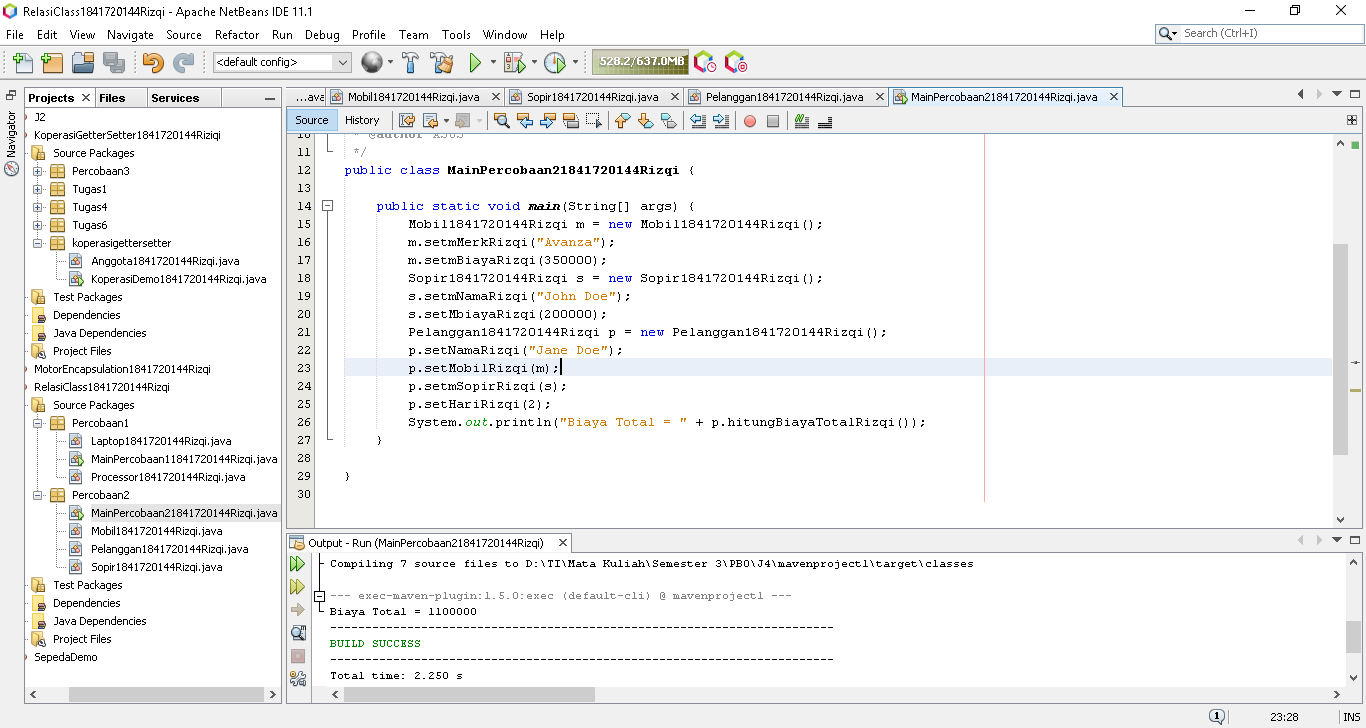 RelasiClass1841720144Rizqi - Apache NetBeans IDE 11.1
File Edit View Navigate Source Refactor Run Debug Profile Team Tools Window Help
Search (Ctrl+I)
<default config>
528.2/637.0MB
Projects Files Services
...ava Mobil1841720144Rizqi.java Sopir1841720144Rizqi.java Pelanggan1841720144Rizqi.java MainPercobaan21841720144Rizqi.java
Navigator
J2
KoperasiGetterSetter1841720144Rizqi
Source Packages
Percobaan3
Tugas1
Tugas4
Tugas6
koperasigettersetter
Anggota1841720144Rizqi.java
KoperasiDemo1841720144Rizqi.java
Test Packages
Dependencies
Java Dependencies
Project Files
MotorEncapsulation1841720144Rizqi
RelasiClass1841720144Rizqi
Source Packages
Percobaan1
Laptop1841720144Rizqi.java
MainPercobaan11841720144Rizqi.java
Processor1841720144Rizqi.java
Percobaan2
MainPercobaan21841720144Rizqi.java
Mobil1841720144Rizqi.java
Pelanggan1841720144Rizqi.java
Sopir1841720144Rizqi.java
Test Packages
Dependencies
Java Dependencies
Project Files
SepedaDemo
Source History
10 * @author ASUS
11 */
12 public class MainPercobaan21841720144Rizqi {
13
14 public static void main(String[] args) {
15 Mobil1841720144Rizqi m = new Mobil1841720144Rizqi();
16 m.setmMerkRizqi("Avanza");
17 m.setmBiayaRizqi(350000);
18 Sopir1841720144Rizqi s = new Sopir1841720144Rizqi();
19 s.setmNamaRizqi("John Doe");
20 s.setMbiayaRizqi(200000);
21 Pelanggan1841720144Rizqi p = new Pelanggan1841720144Rizqi();
22 p.setNamaRizqi("Jane Doe");
23 p.setMobilRizqi(m);
24 p.setmSopirRizqi(s);
25 p.setHariRizqi(2);
26 System.out.println("Biaya Total = " + p.hitungBiayaTotalRizqi());
27 }
28
29 }
30
Output - Run (MainPercobaan21841720144Rizqi)
Compiling 7 source files to D:\TI\Mata Kuliah\Semester 3\PBO\J4\mavenproject1\target\classes
--- exec-maven-plugin:1.5.0:exec (default-cli) @ mavenproject1 ---
Biaya Total = 1100000
------------------------------------------------------------------------
BUILD SUCCESS
------------------------------------------------------------------------
Total time: 2.250 s
1 23:28 INS